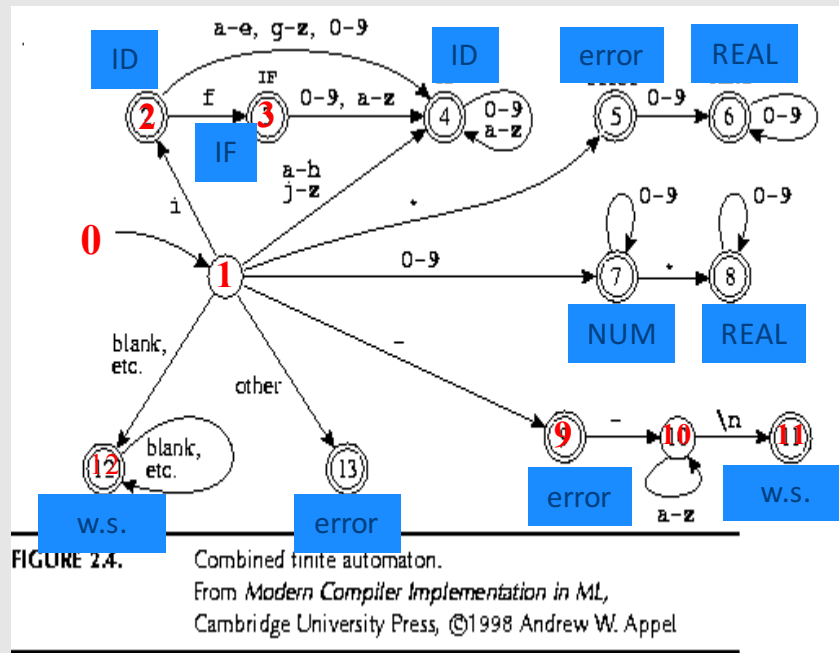 a-e, g-z, 0-9
ID
ID
error
REAL
IF
2
f
3
0-9, a-z
4
0-9
a-z
5
0-9
6
0-9
IF
a-h
j-z
i
.
0-9
0-9
0
1
0-9
7
.
8
NUM
REAL
blank,
etc.
other
–
12
blank,
etc.
13
9
–
10
\n
11
w.s.
error
error
a-z
w.s.
FIGURE 2.4. Combined finite automaton.
From Modern Compiler Implementation in ML,
Cambridge University Press, ©1998 Andrew W. Appel